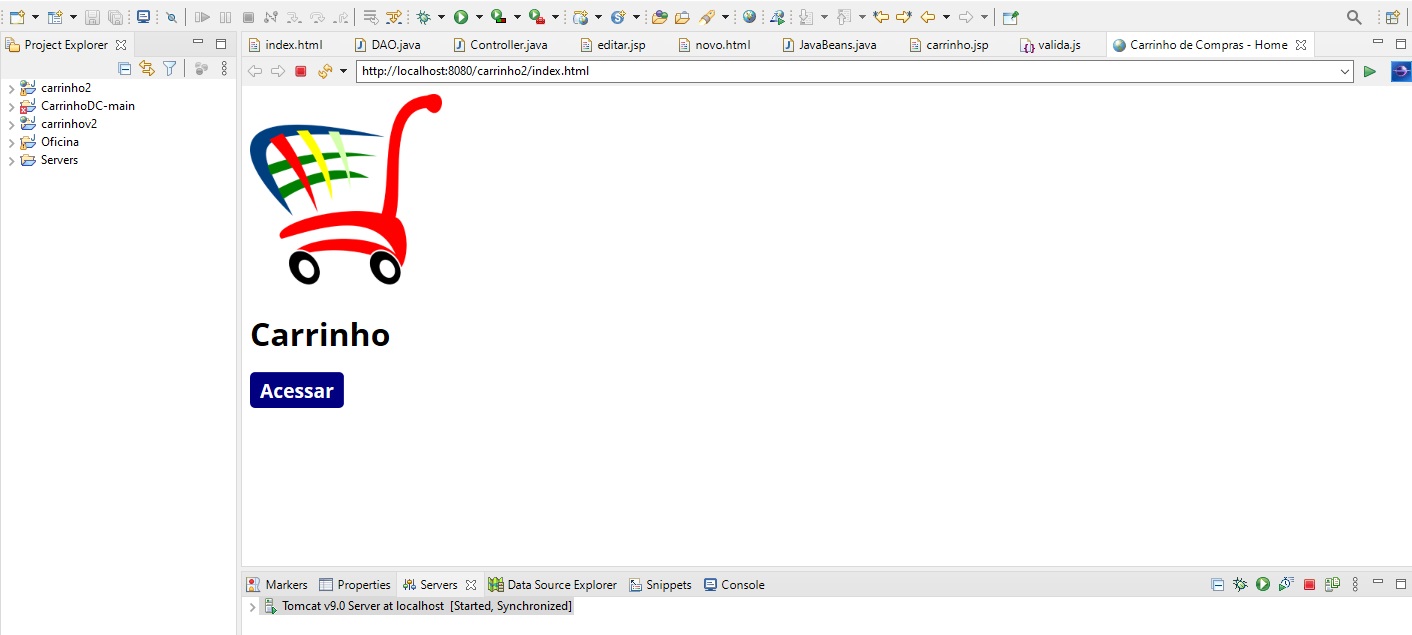 Project Explorer
index.html
DAO.java
Controller.java
editar.jsp
novo.html
JavaBeans.java
carrinho.jsp
valida.js
Carrinho de Compras - Home
http://localhost:8080/carrinho2/index.html
carrinho2
CarrinhoDC-main
carrinhov2
Oficina
Servers
Carrinho
Acessar
Markers
Properties
Servers
Data Source Explorer
Snippets
Console
Tomcat v9.0 Server at localhost [Started, Synchronized]